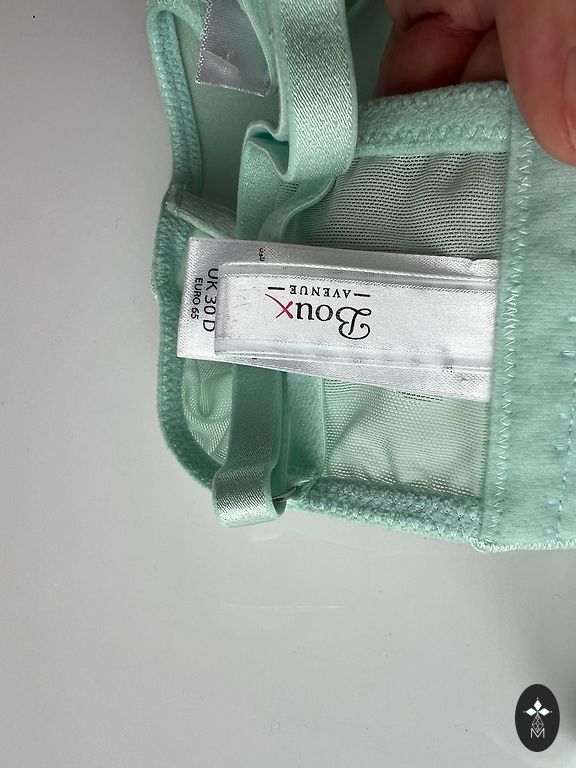 Boux
— AVENUE —
UK 30 D
EURO 65
M